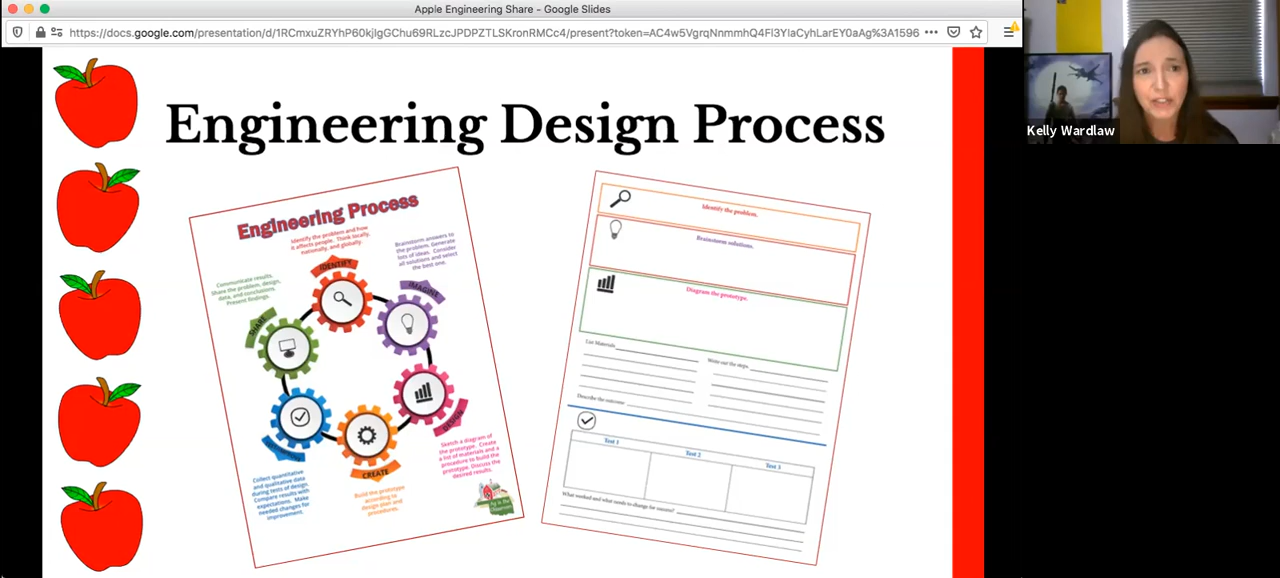 Apple Engineering Share - Google Slides
https://docs.google.com/presentation/d/1RCmxuZRYhP60kjIgGChu69RLzcJPDPZTLSKronRMCc4/present?token=AC4w5VgrqNnmmhQ4Fl3YlaCyhLarEY0aAg%3A1596
Kelly Wardlaw
Engineering Design Process
Engineering Process
Identify the problem and how
it affects people. Think locally,
nationally, and globally.
IDENTIFY
Brainstorm answers to
the problem. Generate
lots of ideas. Consider
all solutions and select
the best one.
IMAGINE
DESIGN
Sketch a diagram of
the prototype. Create
a list of materials and a
procedure to build the
prototype. Discuss the
desired results.
CREATE
Build the prototype
according to
design plan and
procedures.
Collect quantitative
and qualitative data
during tests of design.
Compare results with
expectations. Make
needed changes for
improvement.
SHARE
Communicate results.
Share the problem, design,
data, and conclusions.
Present findings.
Ag in the
Classroom
Identify the problem.
Brainstorm solutions.
Diagram the prototype.
List Materials
Write out the steps.
Describe the outcome
Test 1
Test 2
Test 3
What worked and what needs to change for success?